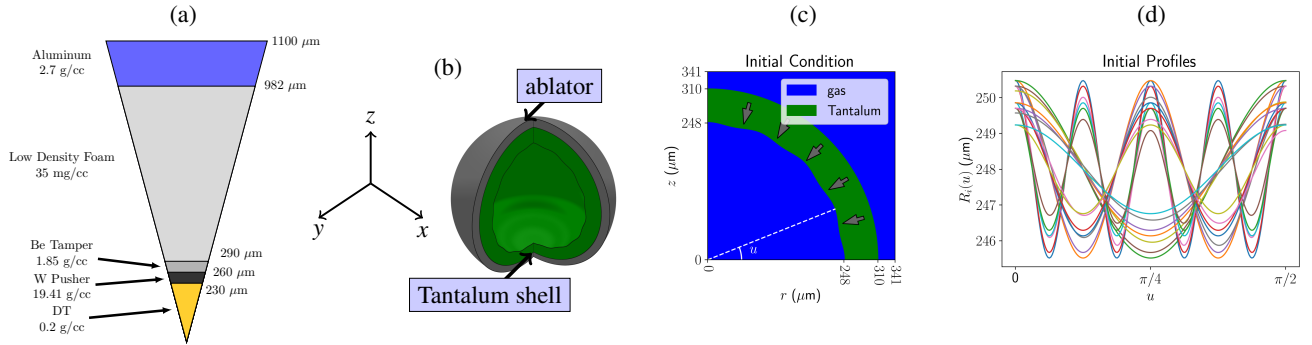 (a)
Aluminum
2.7 g/cc
1100 μm
982 μm
Low Density Foam
35 mg/cc
Be Tamper
1.85 g/cc
W Pusher
19.41 g/cc
DT
0.2 g/cc
290 μm
260 μm
230 μm
(b)
z
y
x
ablator
Tantalum shell
(c)
Initial Condition
gas
Tantalum
341
310
248
0
z (μm)
u
0
248
310
341
r (μm)
(d)
Initial Profiles
250
249
248
247
246
R_i(u) (μm)
0
π/4
π/2
u